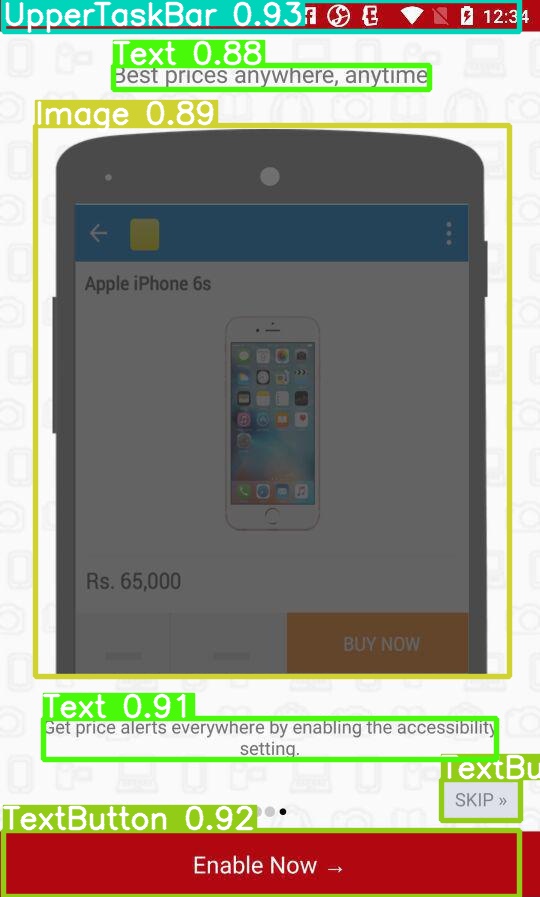 UpperTaskBar 0.93
12:34
Text 0.88
Best prices anywhere, anytime
Image 0.89
Apple iPhone 6s
Rs. 65,000
BUY NOW
Text 0.91
Get price alerts everywhere by enabling the accessibility
setting.
TextBu
SKIP »
TextButton 0.92
Enable Now →